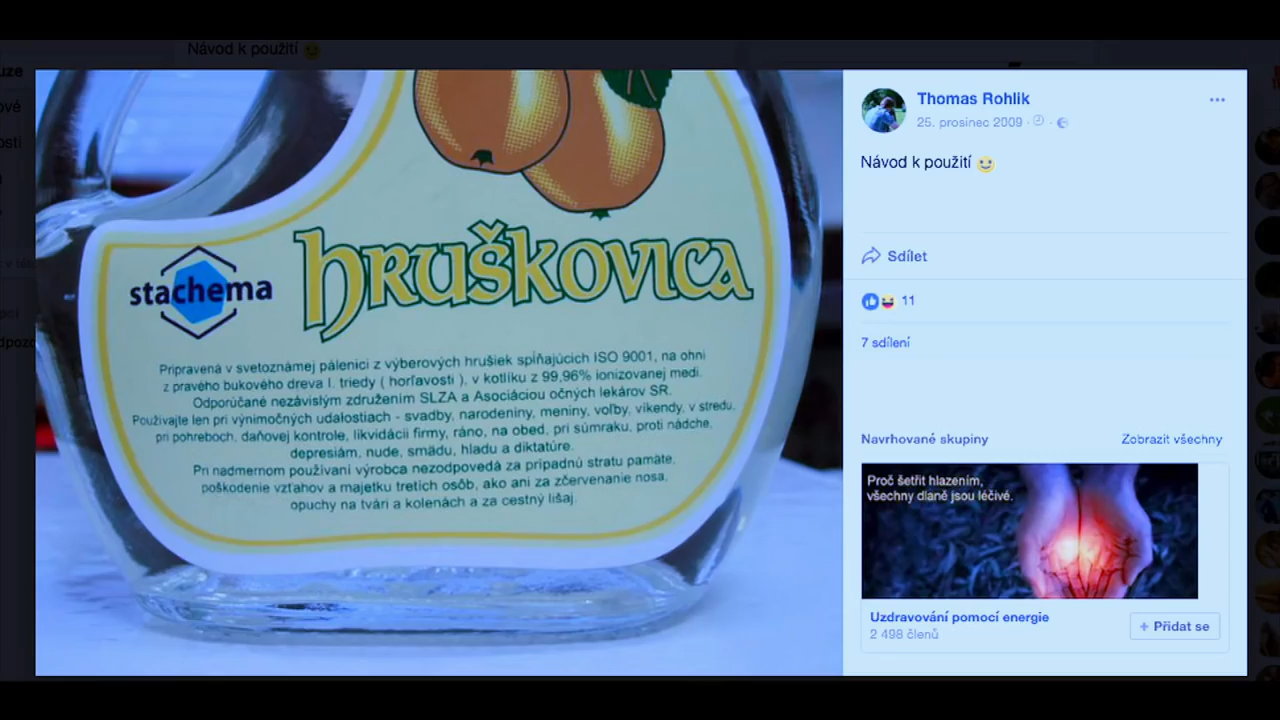 Návod k použití
uze
ové
osti
stachema
hruškovica
Pripravená v svetoznámej pálenici z výberových hrušiek spĺňajúcich ISO 9001, na ohni
z pravého bukového dreva I. triedy ( horľavosti ), v kotlíku z 99,96% ionizovanej medi.
Odporúčané nezávislým združením SLZA a Asociáciou očných lekárov SR.
Používajte len pri výnimočných udalostiach - svadby, narodeniny, meniny, voľby, víkendy, v stredu,
pri pohreboch, daňovej kontrole, likvidácii firmy, ráno, na obed, pri súmraku, proti nádche,
depresiám, nude, smädu, hladu a diktatúre.
Pri nadmernom používaní výrobca nezodpovedá za prípadnú stratu pamäte,
poškodenie vzťahov a majetku tretích osôb, ako ani za zčervenanie nosa,
opuchy na tvári a kolenách a za cestný lišaj.
Thomas Rohlik
25. prosinec 2009
Návod k použití
Sdílet
11
7 sdílení
Navrhované skupiny Zobrazit všechny
Proč šetřit hlazením,
všechny dlaně jsou léčivé.
Uzdravování pomocí energie
2 498 členů
+ Přidat se